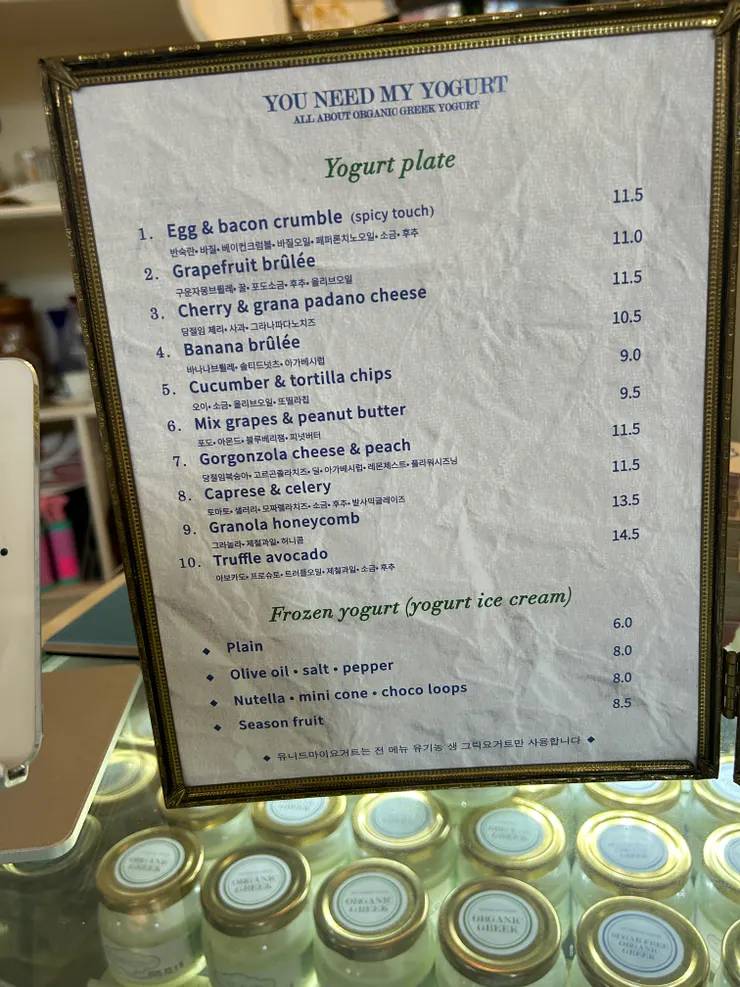 YOU NEED MY YOGURT
ALL ABOUT ORGANIC GREEK YOGURT
Yogurt plate
1. Egg & bacon crumble (spicy touch) 11.5
반숙란• 바질• 베이컨크럼블• 바질오일• 페퍼론치노오일• 소금• 후추
2. Grapefruit brûlée 11.0
구운자몽브륄레• 꿀• 포도소금• 후추• 올리브오일
3. Cherry & grana padano cheese 11.5
당절임 체리• 사과• 그라나파다노치즈
4. Banana brûlée 10.5
바나나브륄레• 솔티드넛츠• 아가베시럽
5. Cucumber & tortilla chips 9.0
오이• 소금• 올리브오일• 또띨라칩
6. Mix grapes & peanut butter 9.5
포도• 아몬드• 블루베리잼• 피넛버터
7. Gorgonzola cheese & peach 11.5
당절임복숭아• 고르곤졸라치즈• 딜• 아가베시럽• 레몬제스트• 플라워시즈닝
8. Caprese & celery 11.5
토마토• 샐러리• 모짜렐라치즈• 소금• 후추• 발사믹글레이즈
9. Granola honeycomb 13.5
그라놀라• 제철과일• 허니콤
10. Truffle avocado 14.5
아보카도• 프로슈토• 트러플오일• 제철과일• 소금• 후추
Frozen yogurt (yogurt ice cream)
◆ Plain 6.0
◆ Olive oil • salt • pepper 8.0
◆ Nutella • mini cone • choco loops 8.0
◆ Season fruit 8.5
◆ 유니드마이요거트는 전 메뉴 유기농 생 그릭요거트만 사용합니다 ◆
ORGANIC GREEK
ORGANIC GREEK
ORGANIC GREEK
ORGANIC GREEK
SUGAR FREE ORGANIC GREEK